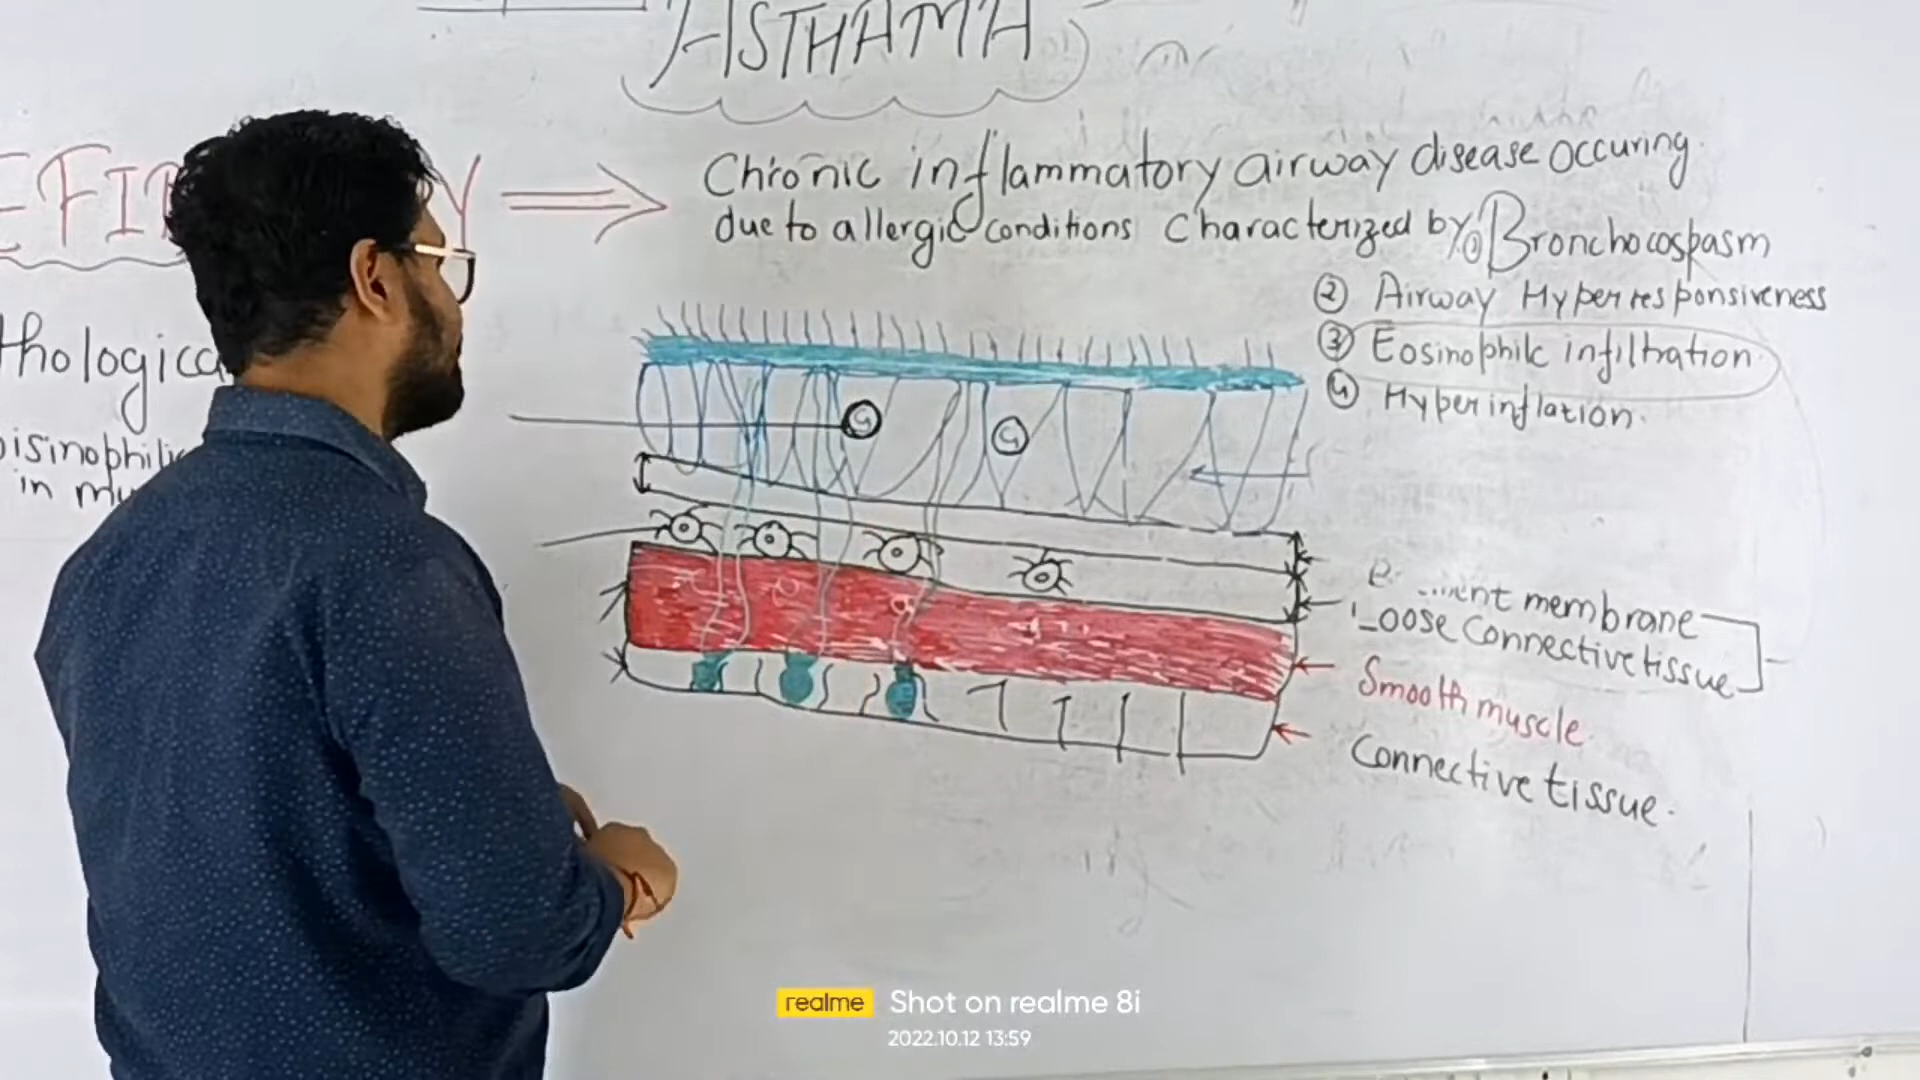 ASTHAMA
Chronic inflammatory airway disease occuring
due to allergic conditions characterized by ① Bronchocospasm
② Airway Hyperresponsiveness
③ Eosinophilc infiltration
④ Hyperinflation.
G G
membrane
Loose Connective tissue
Smooth muscle
Connective tissue.
in
realme Shot on realme 8i
2022.10.12 13:59